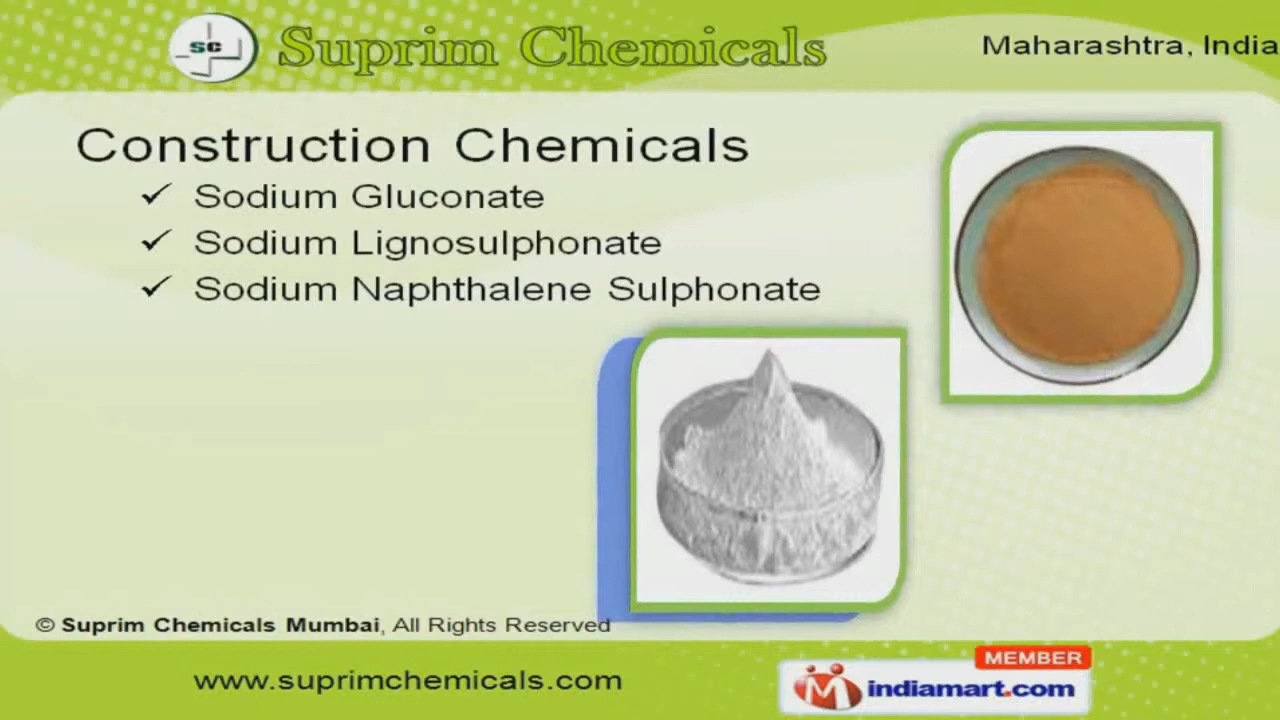 SC
Suprim Chemicals
Maharashtra, India
Construction Chemicals
✓ Sodium Gluconate
✓ Sodium Lignosulphonate
✓ Sodium Naphthalene Sulphonate
© Suprim Chemicals Mumbai, All Rights Reserved
www.suprimchemicals.com
MEMBER
indiamart.com